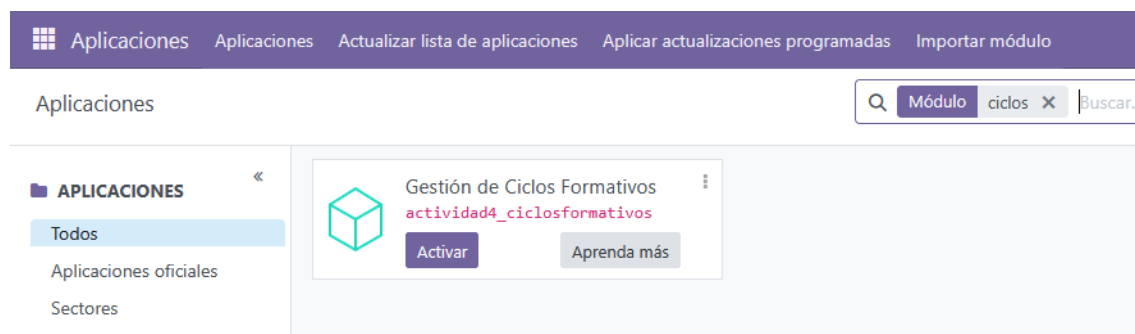 Aplicaciones Aplicaciones Actualizar lista de aplicaciones Aplicar actualizaciones programadas Importar módulo
Aplicaciones
Módulo ciclos Buscar.
APLICACIONES
Todos
Aplicaciones oficiales
Sectores
Gestión de Ciclos Formativos
actividad4_ciclosformativos
Activar Aprenda más